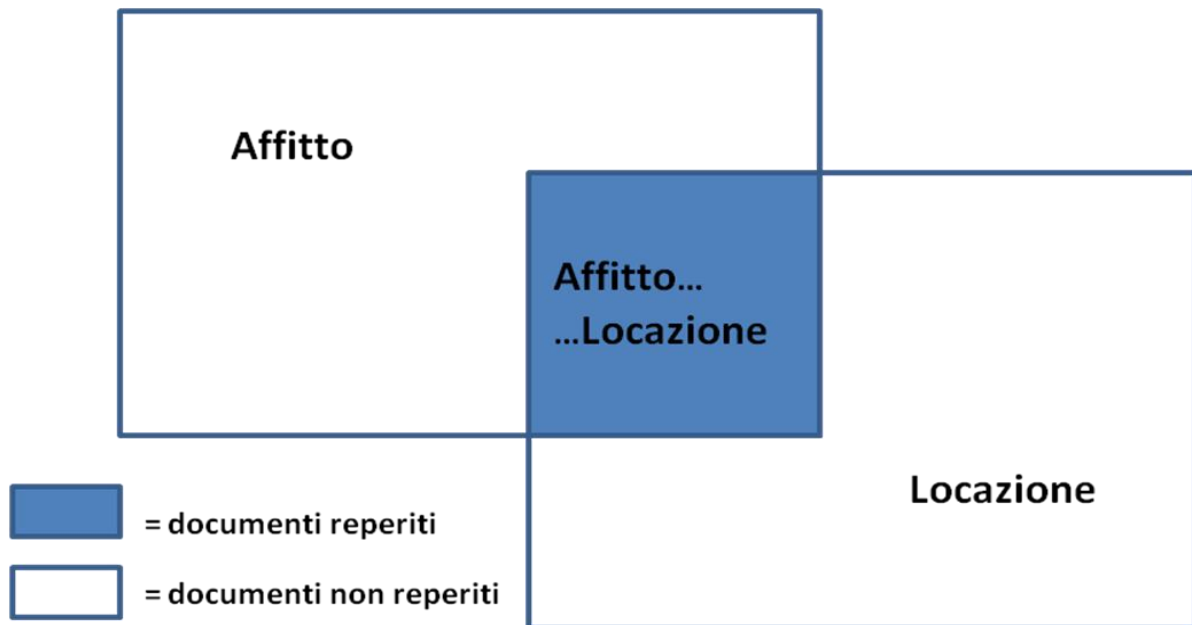 Affitto
Affitto...
...Locazione
Locazione
= documenti reperiti
= documenti non reperiti